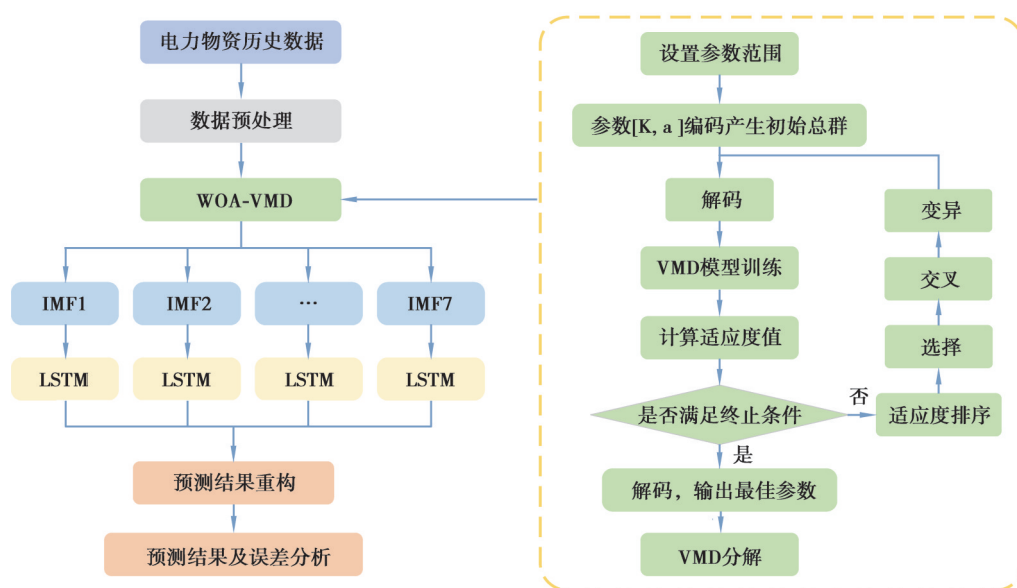 电力物资历史数据
数据预处理
WOA-VMD
IMF1
IMF2
…
IMF7
LSTM
LSTM
LSTM
LSTM
预测结果重构
预测结果及误差分析
设置参数范围
参数[K, a ]编码产生初始总群
解码
VMD模型训练
计算适应度值
是否满足终止条件
否
是
适应度排序
选择
交叉
变异
解码，输出最佳参数
VMD分解